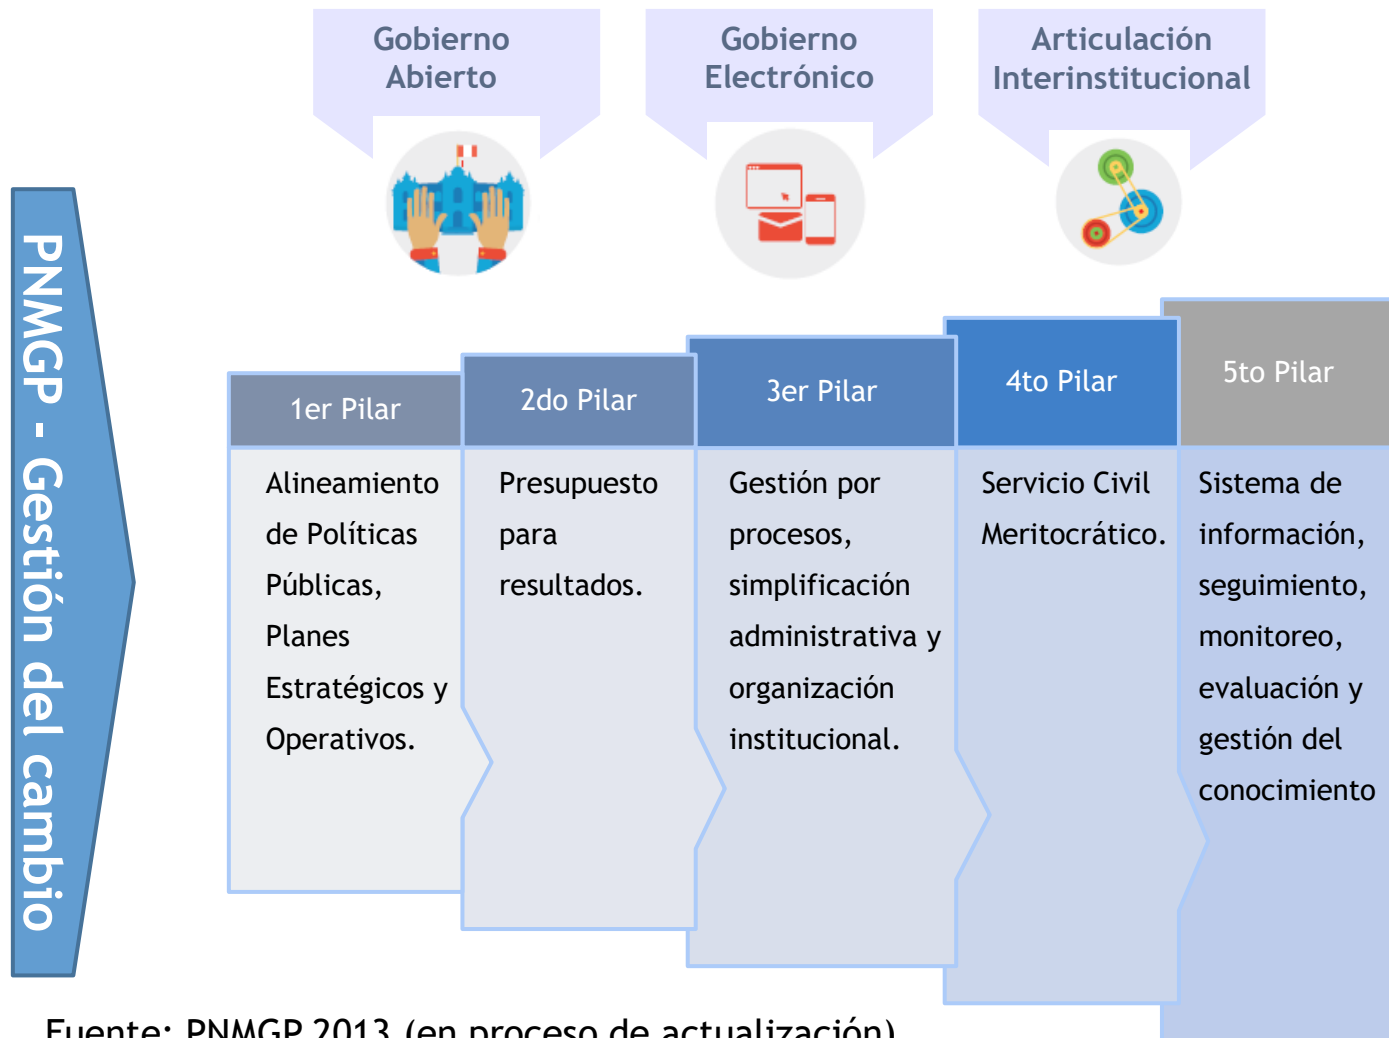 Gobierno
Abierto
Gobierno
Electrónico
Articulación
Interinstitucional
PNMGP - Gestión del cambio
1er Pilar
2do Pilar
3er Pilar
4to Pilar
5to Pilar
Alineamiento
de Políticas
Públicas,
Planes
Estratégicos y
Operativos.
Presupuesto
para
resultados.
Gestión por
procesos,
simplificación
administrativa y
organización
institucional.
Servicio Civil
Meritocrático.
Sistema de
información,
seguimiento,
monitoreo,
evaluación y
gestión del
conocimiento
Fuente: PNMGP 2013 (en proceso de actualización)